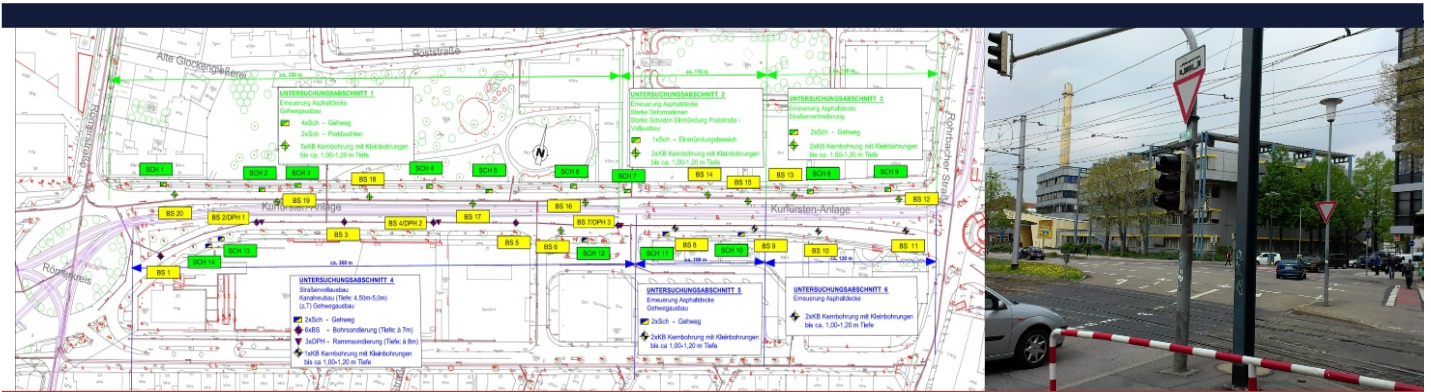 Poststraße
Alte Glockengießerei
ca. 110 m
UNTERSUCHUNGSABSCHNITT 1
Erneuerung Asphaltdecke
Gehwegausbau
4xSch - Gehweg
2xSch - Parkbuchten
5xKB Kernbohrung mit Kleinbohrungen
bis ca. 1,00-1,20 m Tiefe
UNTERSUCHUNGSABSCHNITT 2
Erneuerung Asphaltdecke
Starke Deformationen
Starke Schäden Einmündung Poststraße -
Vollausbau
1xSch - Einmündungsbereich
2xKB Kernbohrung mit Kleinbohrungen
bis ca. 1,00-1,20 m Tiefe
UNTERSUCHUNGSABSCHNITT 3
Erneuerung Asphaltdecke
Straßenverbreiterung
2xSch - Gehweg
2xKB Kernbohrung mit Kleinbohrungen
bis ca. 1,00-1,20 m Tiefe
N
SCH 1
SCH 2
SCH 3
BS 18
SCH 4
SCH 5
SCH 6
SCH 7
BS 14
BS 15
BS 13
SCH 8
SCH 9
BS 20
BS 19
BS 16
BS 12
Kurfürsten-Anlage
Kurfürsten-Anlage
BS 2/DPH 1
BS 3
BS 4/DPH 2
BS 17
BS 5
BS 6
BS 7/DPH 3
BS 8
BS 9
BS 10
BS 11
SCH 13
SCH 14
SCH 12
SCH 11
SCH 10
BS 1
Römerkreis
Rohrbacher Straße
ca. 360 m
ca. 100 m
ca. 120 m
UNTERSUCHUNGSABSCHNITT 4
Straßenvollausbau
Kanalneubau (Tiefe: 4,50m-5,0m)
(z.T) Gehwegausbau
2xSch - Gehweg
6xBS - Bohrsondierung (Tiefe: à 7m)
3xDPH - Rammsondierung (Tiefe: à 8m)
1xKB Kernbohrung mit Kleinbohrungen
bis ca 1,00-1,20 m Tiefe
UNTERSUCHUNGSABSCHNITT 5
Erneuerung Asphaltdecke
Gehwegausbau
2xSch - Gehweg
2xKB Kernbohrung mit Kleinbohrungen
bis ca. 1,00-1,20 m Tiefe
UNTERSUCHUNGSABSCHNITT 6
Erneuerung Asphaltdecke
2xKB Kernbohrung mit Kleinbohrungen
bis ca. 1,00-1,20 m Tiefe